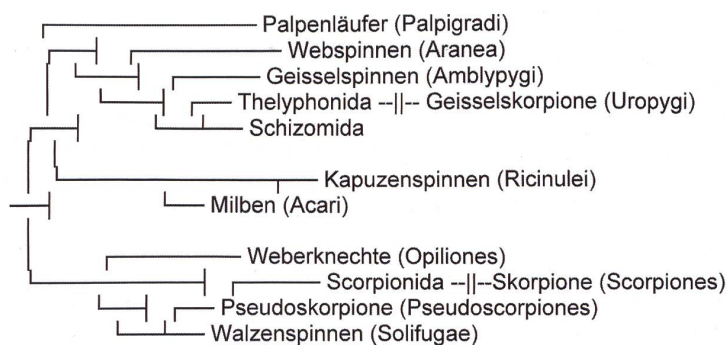 Palpenläufer (Palpigradi)
Webspinnen (Aranea)
Geisselspinnen (Amblypygi)
Thelyphonida --||-- Geisselskorpione (Uropygi)
Schizomida
Kapuzenspinnen (Ricinulei)
Milben (Acari)
Weberknechte (Opiliones)
Scorpionida --||--Skorpione (Scorpiones)
Pseudoskorpione (Pseudoscorpiones)
Walzenspinnen (Solifugae)